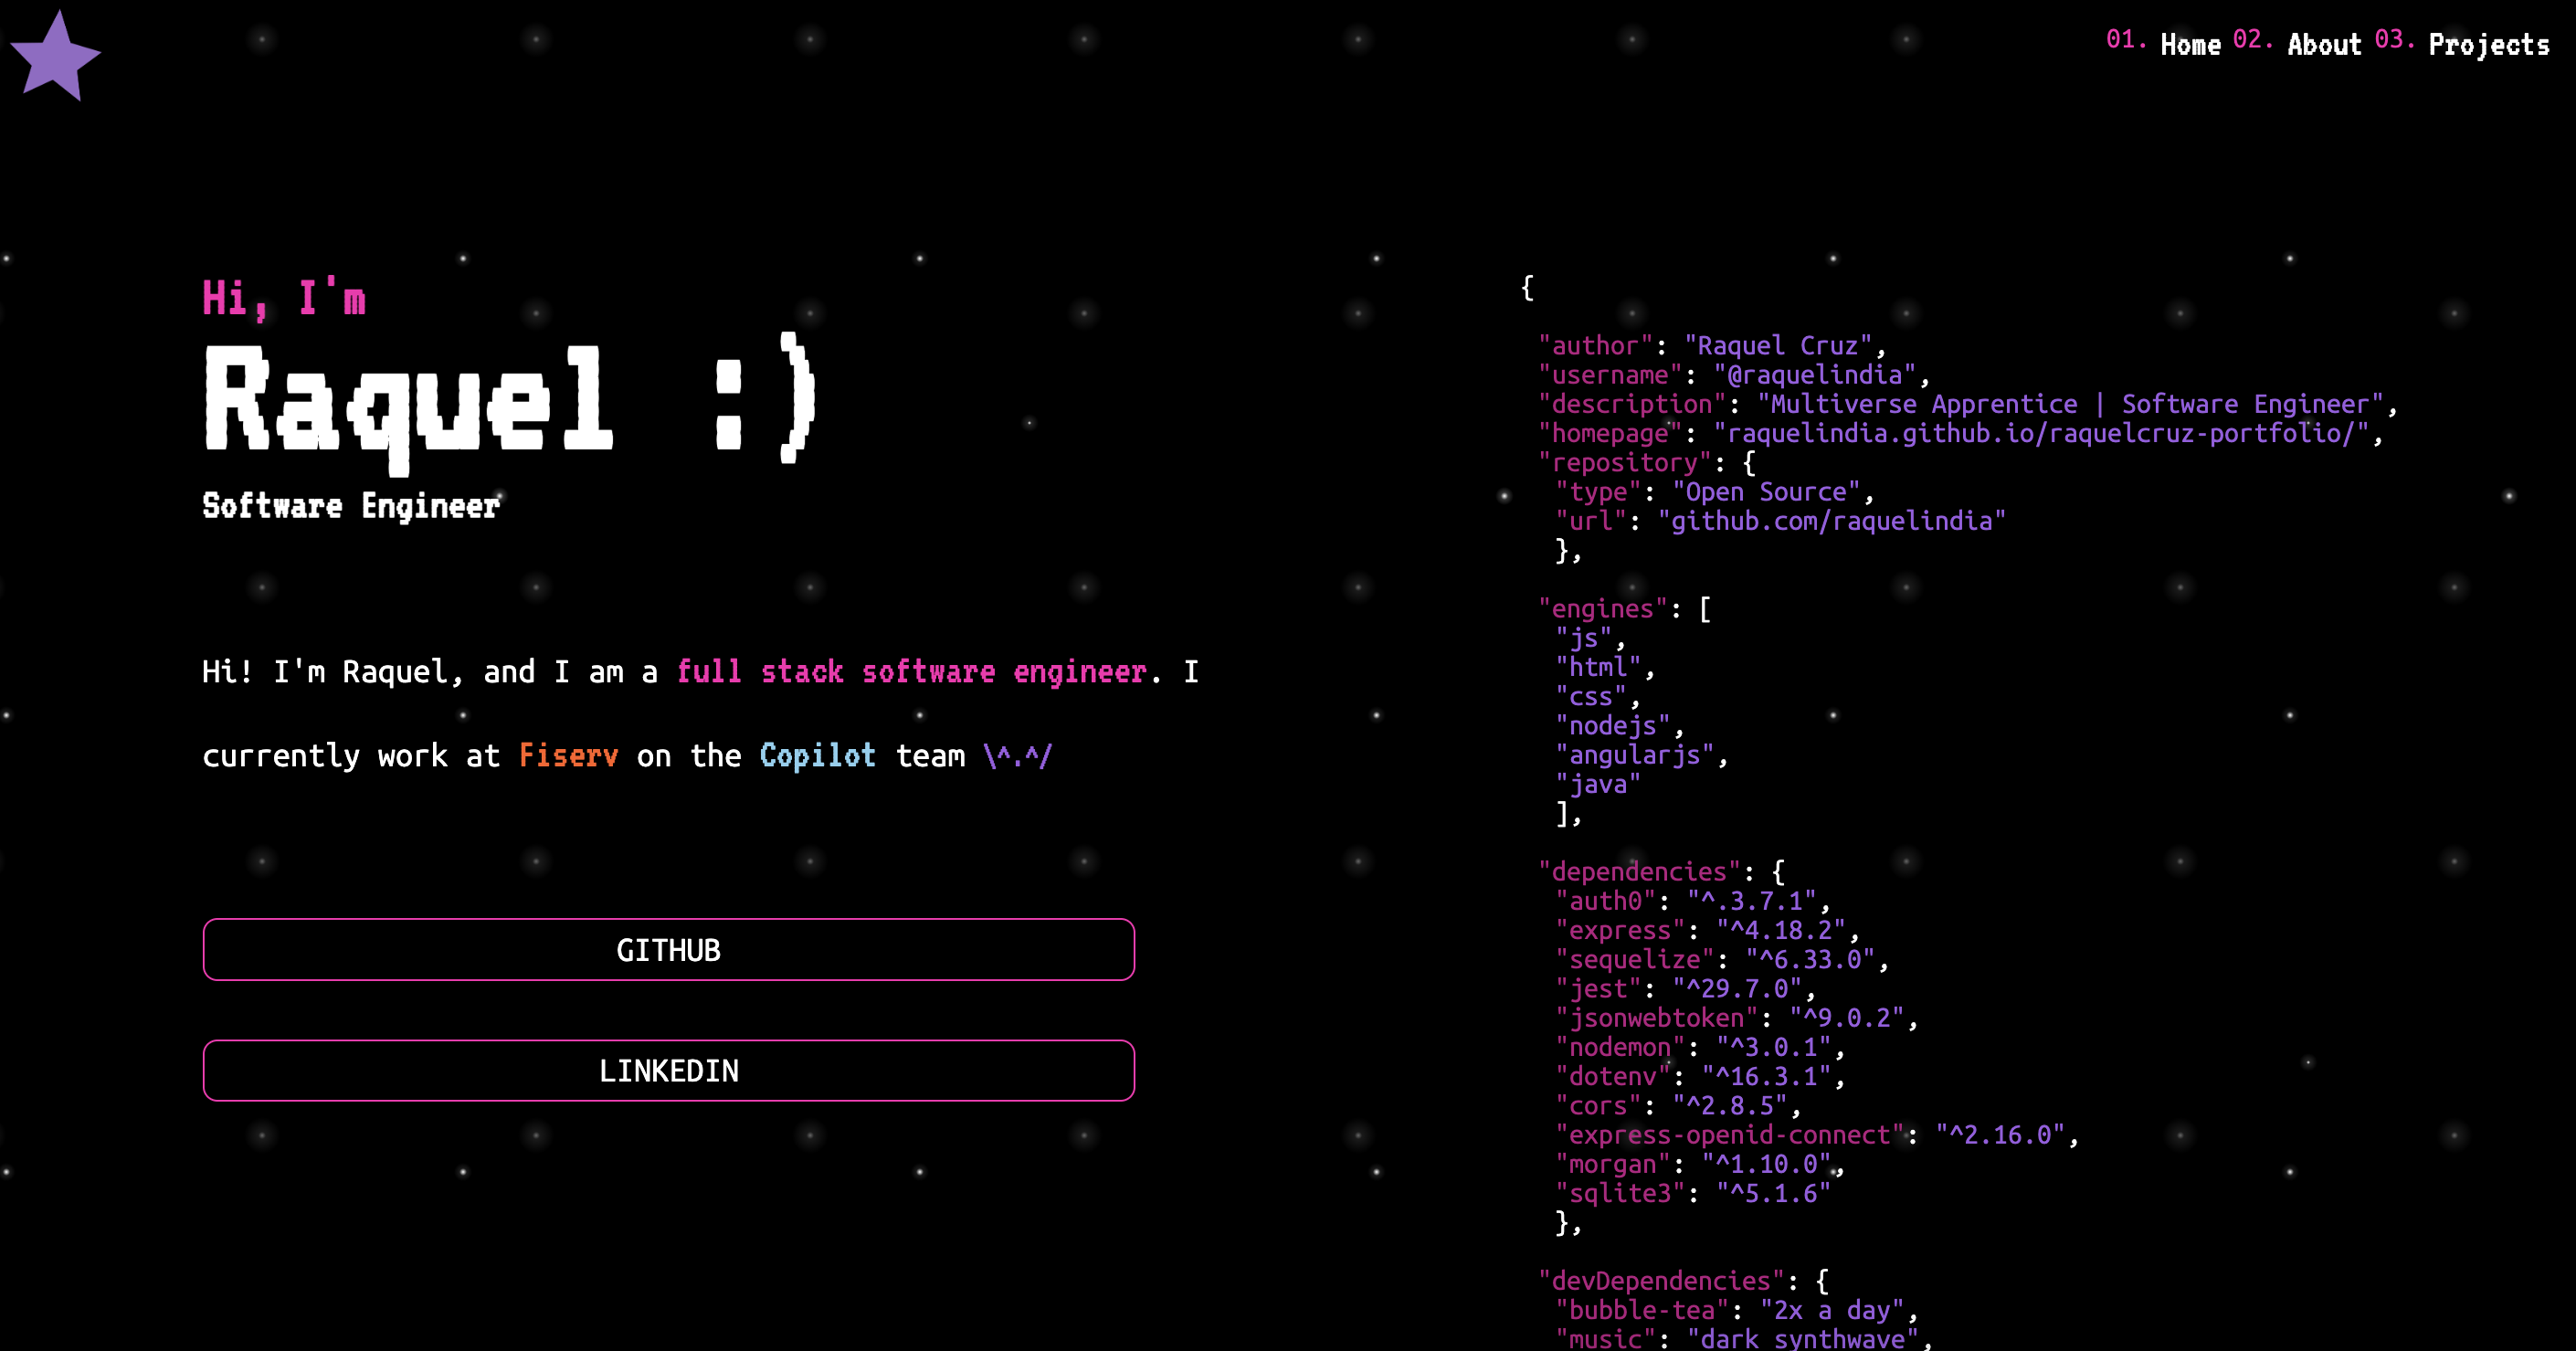 01. Home 02. About 03. Projects
Hi, I'm
Raquel :)
Software Engineer
Hi! I'm Raquel, and I am a full stack software engineer. I
currently work at Fiserv on the Copilot team \^.^/
GITHUB
LINKEDIN
{
"author": "Raquel Cruz",
"username": "@raquelindia",
"description": "Multiverse Apprentice | Software Engineer",
"homepage": "raquelindia.github.io/raquelcruz-portfolio/",
"repository": {
"type": "Open Source",
"url": "github.com/raquelindia"
},
"engines": [
"js",
"html",
"css",
"nodejs",
"angularjs",
"java"
],
"dependencies": {
"auth0": "^.3.7.1",
"express": "^4.18.2",
"sequelize": "^6.33.0",
"jest": "^29.7.0",
"jsonwebtoken": "^9.0.2",
"nodemon": "^3.0.1",
"dotenv": "^16.3.1",
"cors": "^2.8.5",
"express-openid-connect": "^2.16.0",
"morgan": "^1.10.0",
"sqlite3": "^5.1.6"
},
"devDependencies": {
"bubble-tea": "2x a day",
"music": "dark synthwave",